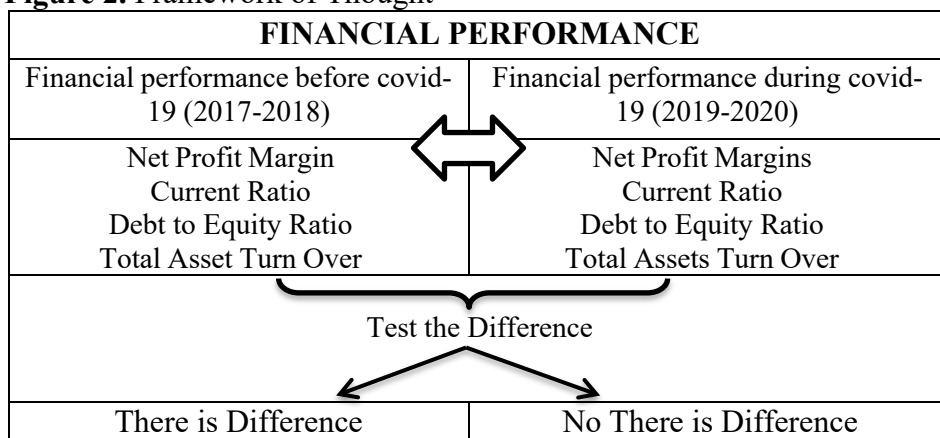 Figure 2. Framework of Thought
FINANCIAL PERFORMANCE
Financial performance before covid-
19 (2017-2018)
Financial performance during covid-
19 (2019-2020)
Net Profit Margin
Current Ratio
Debt to Equity Ratio
Total Asset Turn Over
Net Profit Margins
Current Ratio
Debt to Equity Ratio
Total Assets Turn Over
Test the Difference
There is Difference
No There is Difference